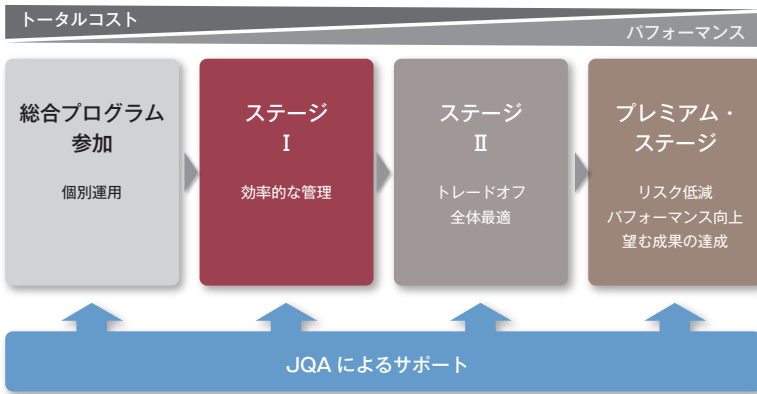 トータルコスト
パフォーマンス
総合プログラム
参加
個別運用
ステージ
Ⅰ
効率的な管理
ステージ
Ⅱ
トレードオフ
全体最適
プレミアム・
ステージ
リスク低減
パフォーマンス向上
望む成果の達成
JQA によるサポート